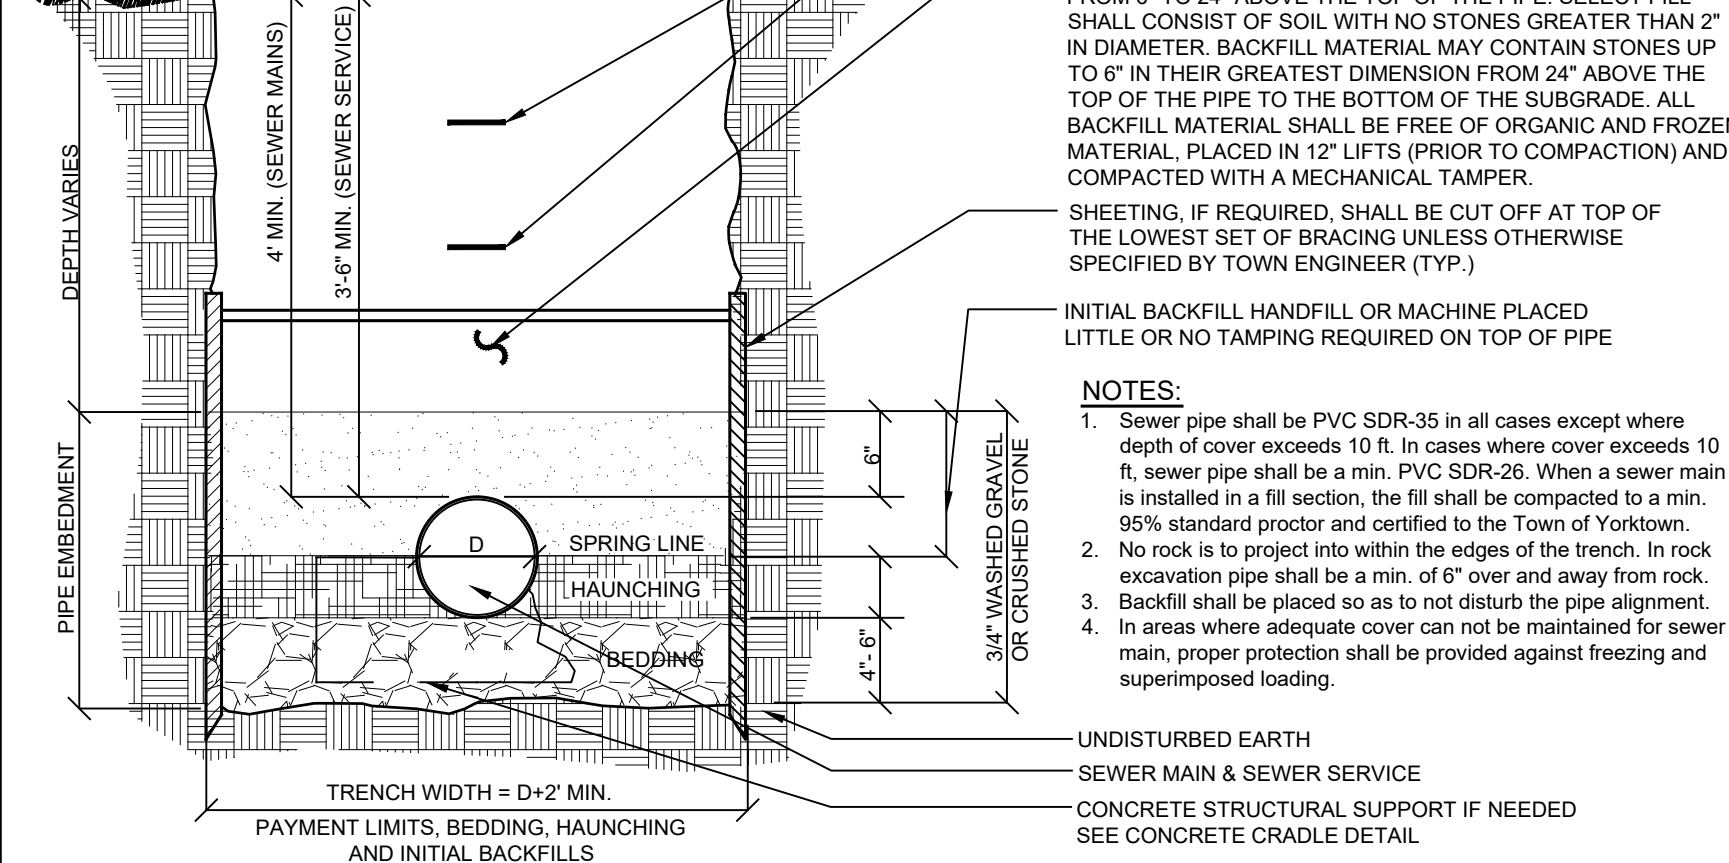 FROM 6" TO 24" ABOVE THE TOP OF THE PIPE. SELECT FILL
SHALL CONSIST OF SOIL WITH NO STONES GREATER THAN 2"
IN DIAMETER. BACKFILL MATERIAL MAY CONTAIN STONES UP
TO 6" IN THEIR GREATEST DIMENSION FROM 24" ABOVE THE
TOP OF THE PIPE TO THE BOTTOM OF THE SUBGRADE. ALL
BACKFILL MATERIAL SHALL BE FREE OF ORGANIC AND FROZEN
MATERIAL, PLACED IN 12" LIFTS (PRIOR TO COMPACTION) AND
COMPACTED WITH A MECHANICAL TAMPER.
SHEETING, IF REQUIRED, SHALL BE CUT OFF AT TOP OF
THE LOWEST SET OF BRACING UNLESS OTHERWISE
SPECIFIED BY TOWN ENGINEER (TYP.)
INITIAL BACKFILL HANDFILL OR MACHINE PLACED
LITTLE OR NO TAMPING REQUIRED ON TOP OF PIPE
NOTES:
1. Sewer pipe shall be PVC SDR-35 in all cases except where
depth of cover exceeds 10 ft. In cases where cover exceeds 10
ft, sewer pipe shall be a min. PVC SDR-26. When a sewer main
is installed in a fill section, the fill shall be compacted to a min.
95% standard proctor and certified to the Town of Yorktown.
2. No rock is to project into within the edges of the trench. In rock
excavation pipe shall be a min. of 6" over and away from rock.
3. Backfill shall be placed so as to not disturb the pipe alignment.
4. In areas where adequate cover can not be maintained for sewer
main, proper protection shall be provided against freezing and
superimposed loading.
UNDISTURBED EARTH
SEWER MAIN & SEWER SERVICE
CONCRETE STRUCTURAL SUPPORT IF NEEDED
SEE CONCRETE CRADLE DETAIL
DEPTH VARIES
4' MIN. (SEWER MAINS)
3'-6" MIN. (SEWER SERVICE)
PIPE EMBEDMENT
D
SPRING LINE
HAUNCHING
BEDDING
6"
4"- 6"
3/4" WASHED GRAVEL
OR CRUSHED STONE
TRENCH WIDTH = D+2' MIN.
PAYMENT LIMITS, BEDDING, HAUNCHING
AND INITIAL BACKFILLS